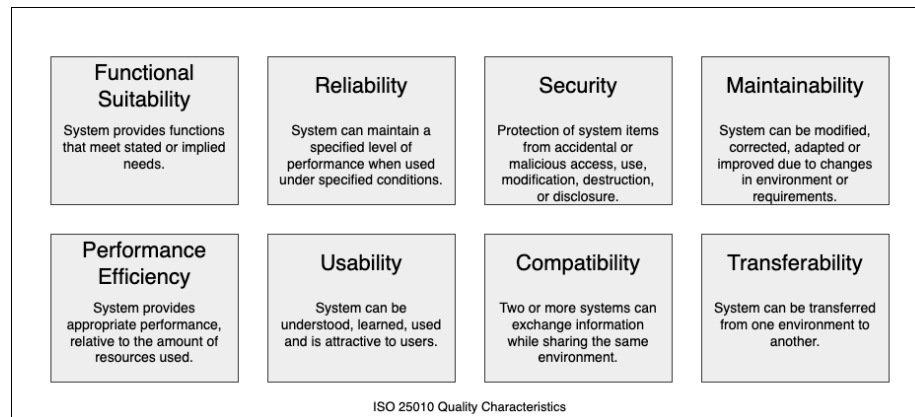 Functional
Suitability
System provides functions
that meet stated or implied
needs.
Reliability
System can maintain a
specified level of
performance when used
under specified conditions.
Security
Protection of system items
from accidental or
malicious access, use,
modification, destruction,
or disclosure.
Maintainability
System can be modified,
corrected, adapted or
improved due to changes
in environment or
requirements.
Performance
Efficiency
System provides
appropriate performance,
relative to the amount of
resources used.
Usability
System can be
understood, learned, used
and is attractive to users.
Compatibility
Two or more systems can
exchange information
while sharing the same
environment.
Transferability
System can be transferred
from one environment to
another.
ISO 25010 Quality Characteristics